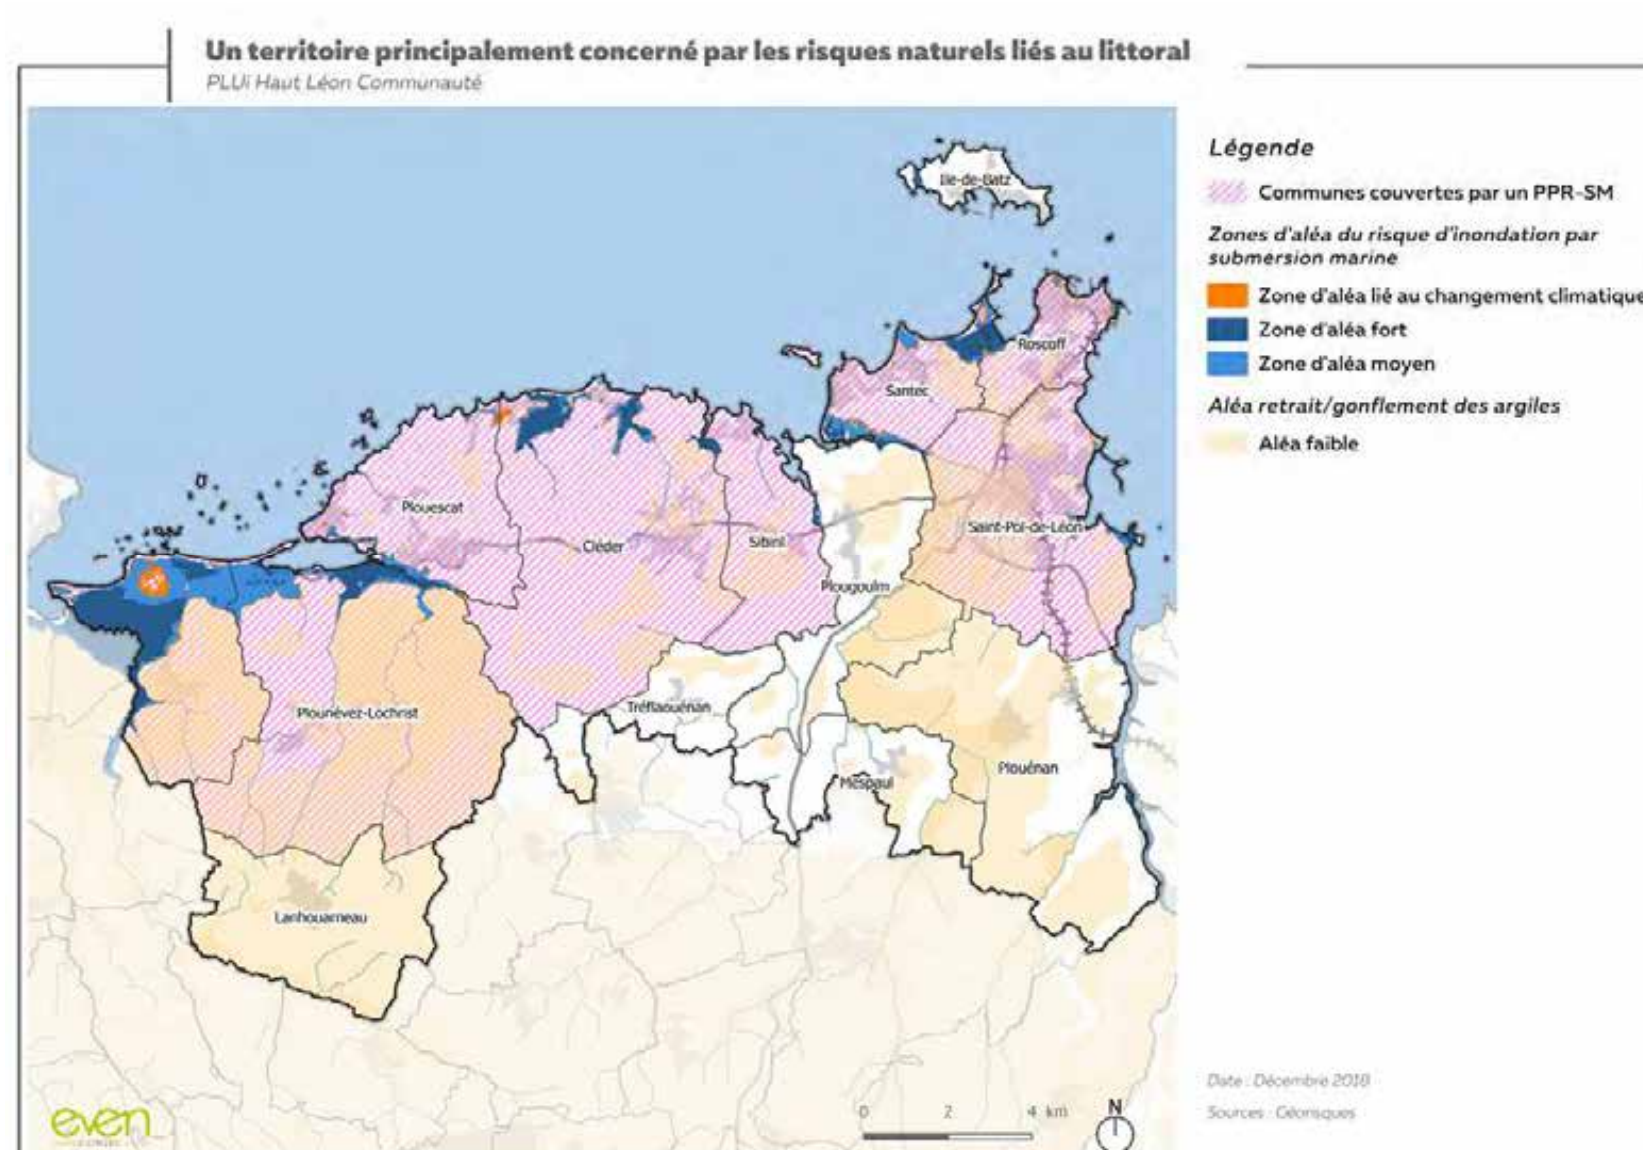 Un territoire principalement concerné par les risques naturels liés au littoral
PLUi Haut Léon Communauté
Légende
Communes couvertes par un PPR-SM
Zones d'aléa du risque d'inondation par
submersion marine
Zone d'aléa lié au changement climatique
Zone d'aléa fort
Zone d'aléa moyen
Aléa retrait/gonflement des argiles
Aléa faible
Ile-de-Batz
Roscoff
Santec
Plouescat
Cléder
Sibiril
Saint-Pol-de-Léon
Plougoulm
Plounévez-Lochrist
Tréflaouénan
Mespaul
Plouénan
Lanhouarneau
Date : Décembre 2018
Sources : Géorisques
0 2 4 km
N
even